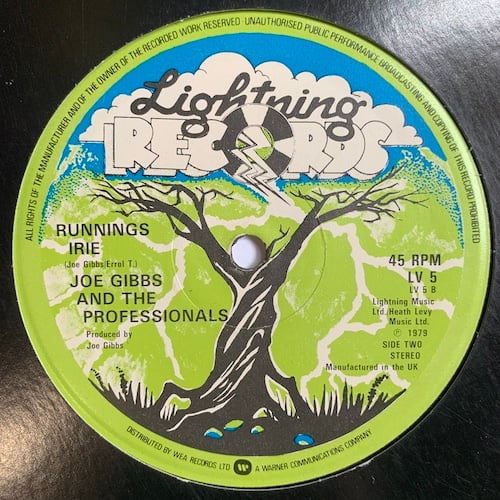 ALL RIGHTS OF THE MANUFACTURER AND OF THE OWNER OF THE RECORDED WORK RESERVED · UNAUTHORISED PUBLIC PERFORMANCE BROADCASTING AND COPYING OF THIS RECORD PROHIBITED
Lightning
RECORDS
RUNNINGS
IRIE
(Joe Gibbs/Errol T.)
JOE GIBBS
AND THE
PROFESSIONALS
Produced by
Joe Gibbs
45 RPM
LV 5
LV 5 B
Lightning Music
Ltd,Heath Levy
Music Ltd.
℗ 1979
SIDE TWO
STEREO
Manufactured in the UK
DISTRIBUTED BY WEA RECORDS LTD A WARNER COMMUNICATIONS COMPANY